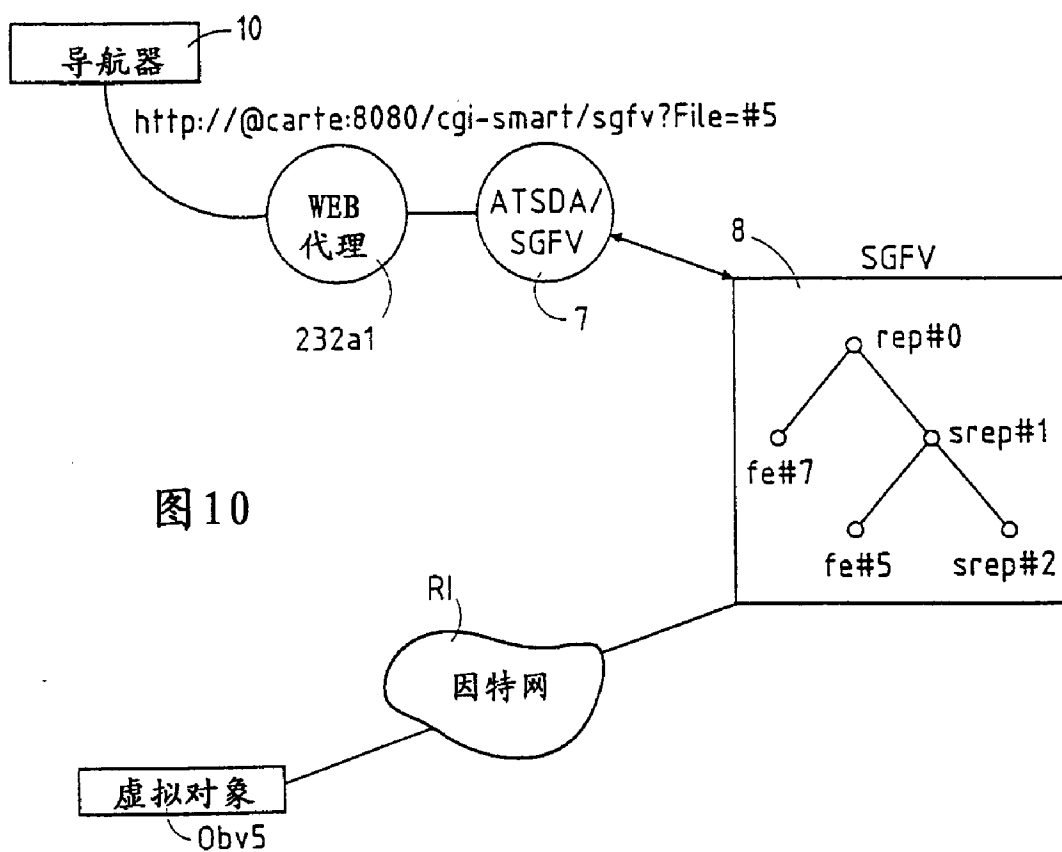 10
导航器
http://@carte:8080/cgi-smart/sgfv?File=#5
WEB
代理
ATSDA/
SGFV
232a1
7
8
SGFV
rep#0
srep#1
fe#7
fe#5
srep#2
图10
RI
因特网
虚拟对象
Obv5